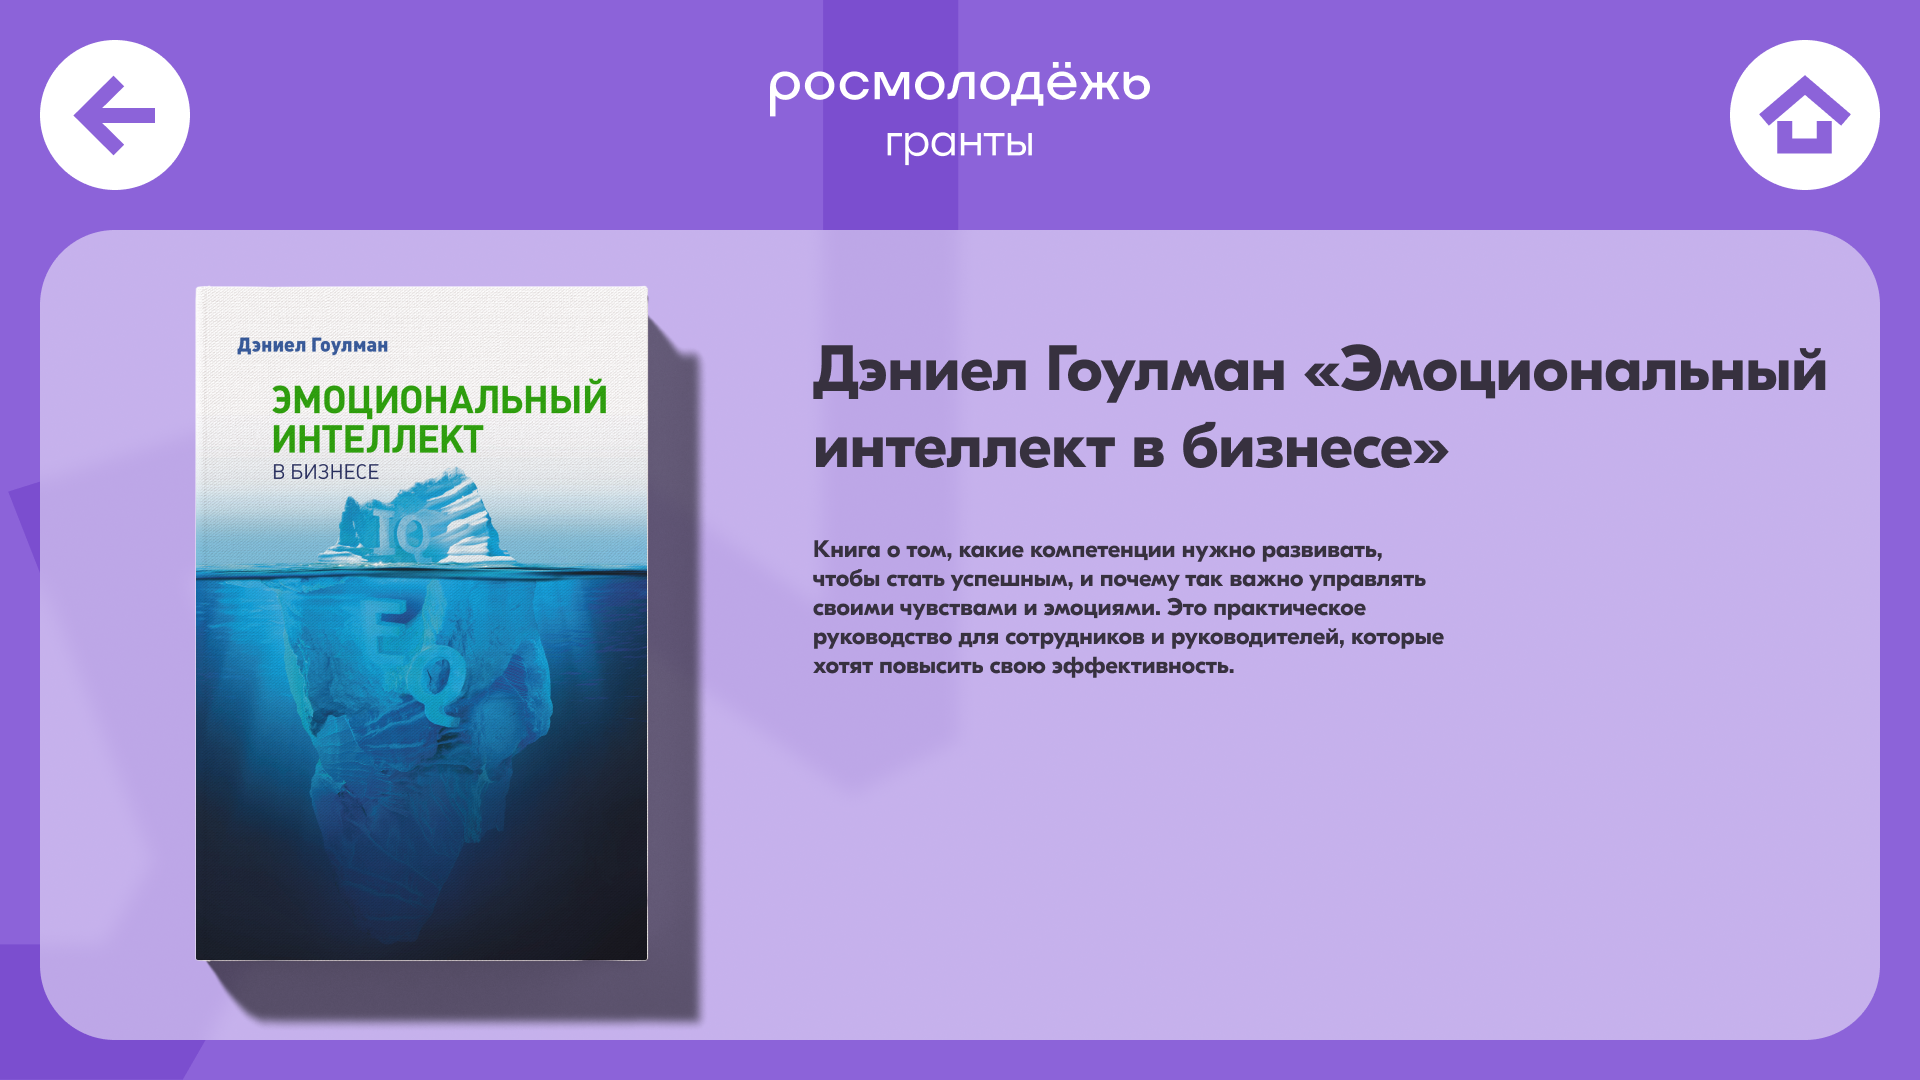 росмолодёжь
гранты
Дэниел Гоулман
ЭМОЦИОНАЛЬНЫЙ
ИНТЕЛЛЕКТ
В БИЗНЕСЕ
IQ
EQ
Дэниел Гоулман «Эмоциональный
интеллект в бизнесе»
Книга о том, какие компетенции нужно развивать,
чтобы стать успешным, и почему так важно управлять
своими чувствами и эмоциями. Это практическое
руководство для сотрудников и руководителей, которые
хотят повысить свою эффективность.